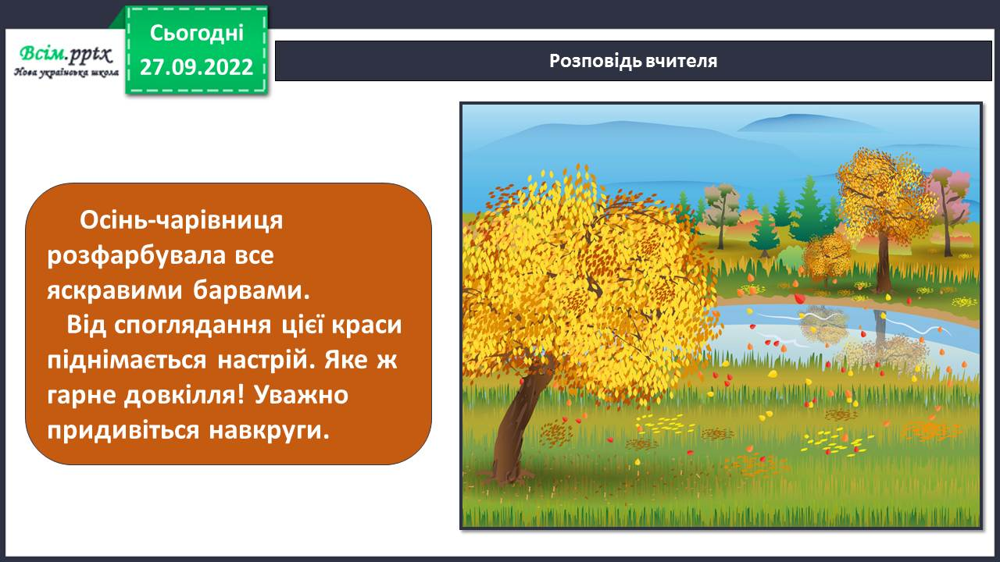 Всім.pptx
Нова українська школа
Сьогодні
27.09.2022
Розповідь вчителя
Осінь-чарівниця
розфарбувала все
яскравими барвами.
Від споглядання цієї краси
піднімається настрій. Яке ж
гарне довкілля! Уважно
придивіться навкруги.